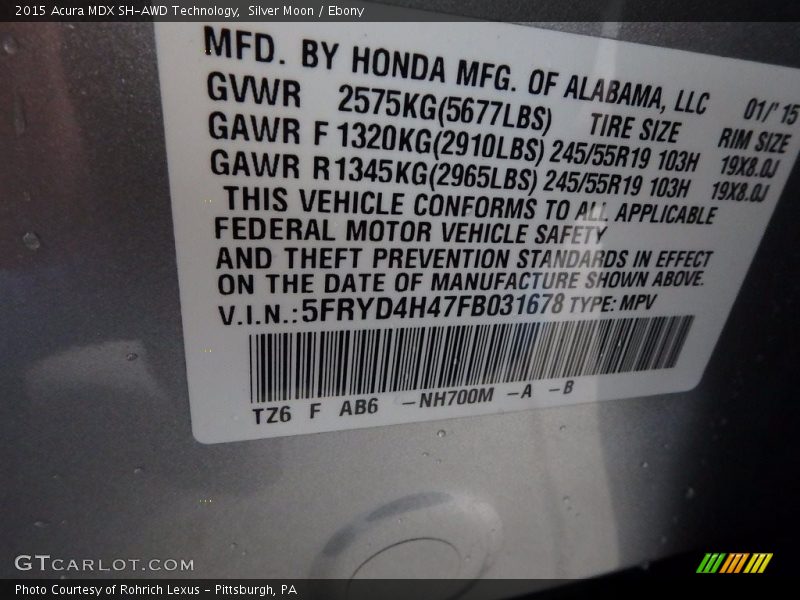 2015 Acura MDX SH-AWD Technology,  Silver Moon / Ebony
MFD. BY HONDA MFG. OF ALABAMA, LLC 01/'15
GVWR 2575KG(5677LBS) TIRE SIZE RIM SIZE
GAWR F 1320KG(2910LBS) 245/55R19 103H 19X8.0J
GAWR R 1345KG(2965LBS) 245/55R19 103H 19X8.0J
THIS VEHICLE CONFORMS TO ALL APPLICABLE
FEDERAL MOTOR VEHICLE SAFETY
AND THEFT PREVENTION STANDARDS IN EFFECT
ON THE DATE OF MANUFACTURE SHOWN ABOVE.
V.I.N.:5FRYD4H47FB031678 TYPE: MPV
TZ6 F AB6 -NH700M -A -B
GTCARLOT.COM
Photo Courtesy of Rohrich Lexus - Pittsburgh, PA